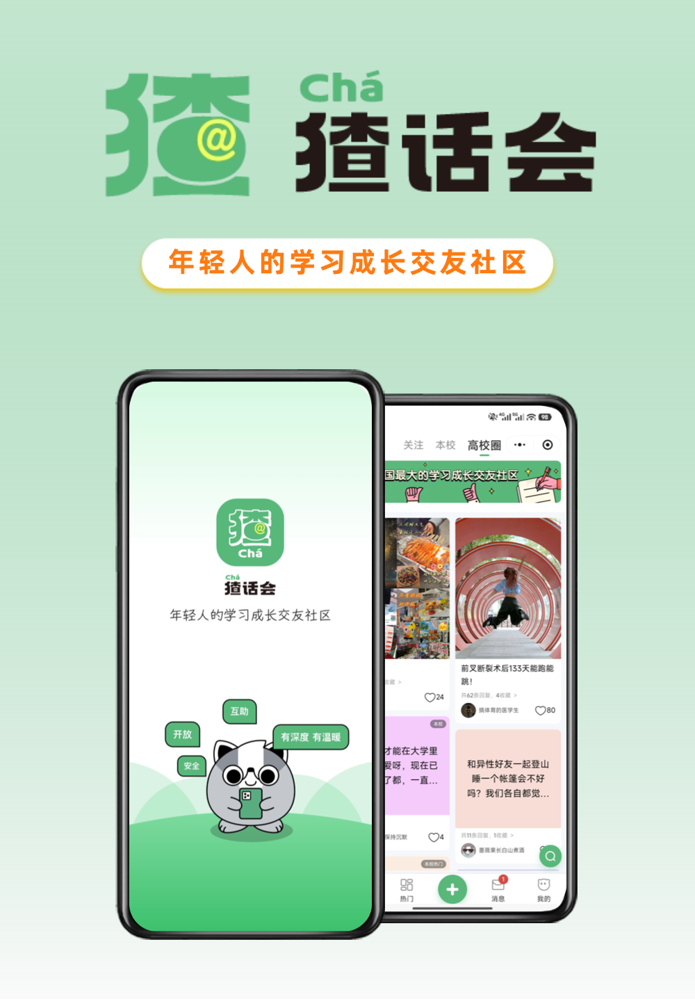 猹
@
Chá
猹话会
年轻人的学习成长交友社区
猹
@
Chá
Chá
猹话会
年轻人的学习成长交友社区
互助
开放
有深度 有温暖
安全
4G 5G 98
关注 本校 高校圈
国最大的学习成长交友社区
前叉断裂术后133天能跑能
跳!
共62条回复，4收藏 >
搞体育的医学生 80
收藏 >
24
本校
才能在大学里
爱呀，现在已
了都，一直...
保持沉默 4
本校热门
和异性好友一起登山
睡一个帐篷会不好
吗？我们各自都觉...
共11条回复，1收藏 >
蔷薇果长白山煮酒
1
热门 消息 我的